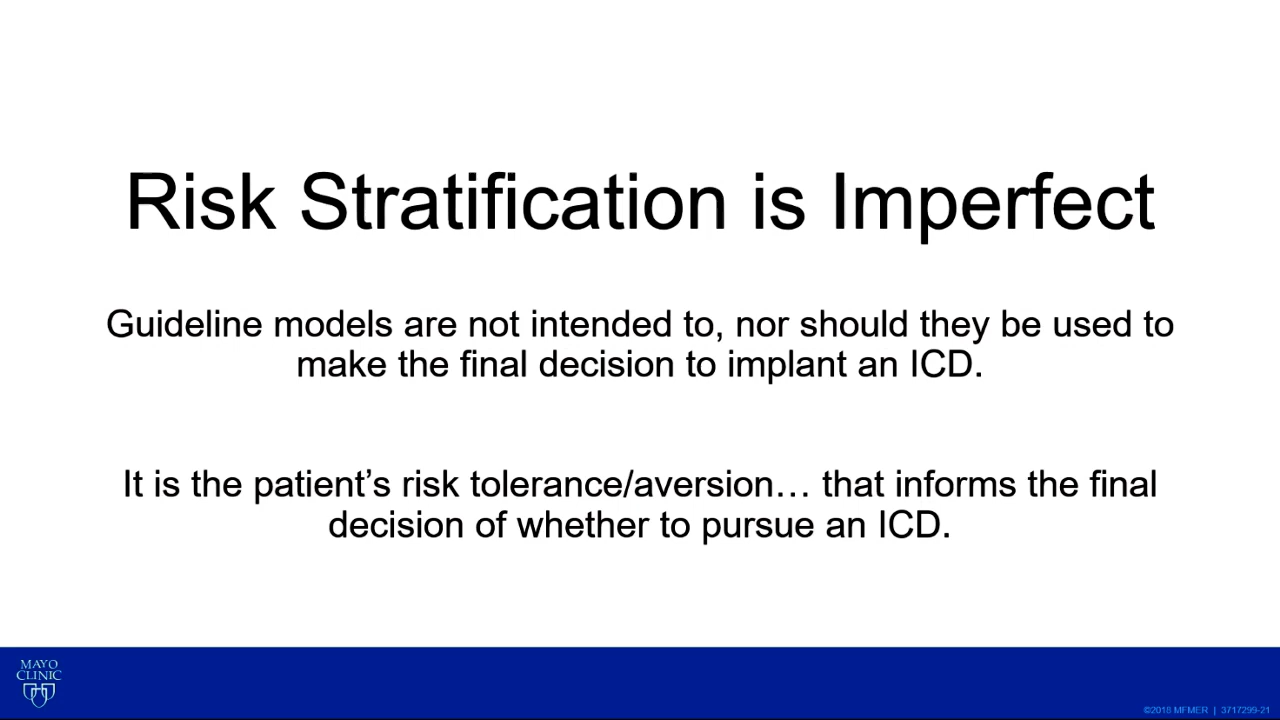 Risk Stratification is Imperfect
Guideline models are not intended to, nor should they be used to
make the final decision to implant an ICD.
It is the patient’s risk tolerance/aversion… that informs the final
decision of whether to pursue an ICD.
MAYO
CLINIC
©2018 MFMER | 3717299-21